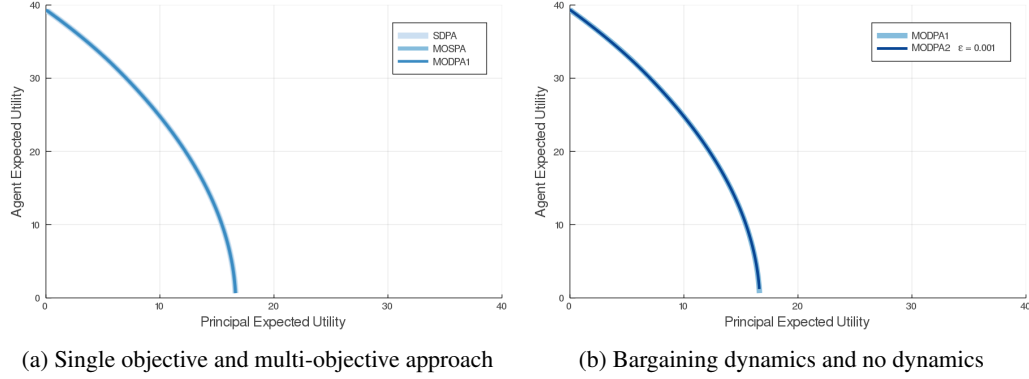 40
30
20
10
0
Agent Expected Utility
0 10 20 30 40
Principal Expected Utility
SDPA
MOSPA
MODPA1
(a) Single objective and multi-objective approach
40
30
20
10
0
Agent Expected Utility
0 10 20 30 40
Principal Expected Utility
MODPA1
MODPA2 ε = 0.001
(b) Bargaining dynamics and no dynamics